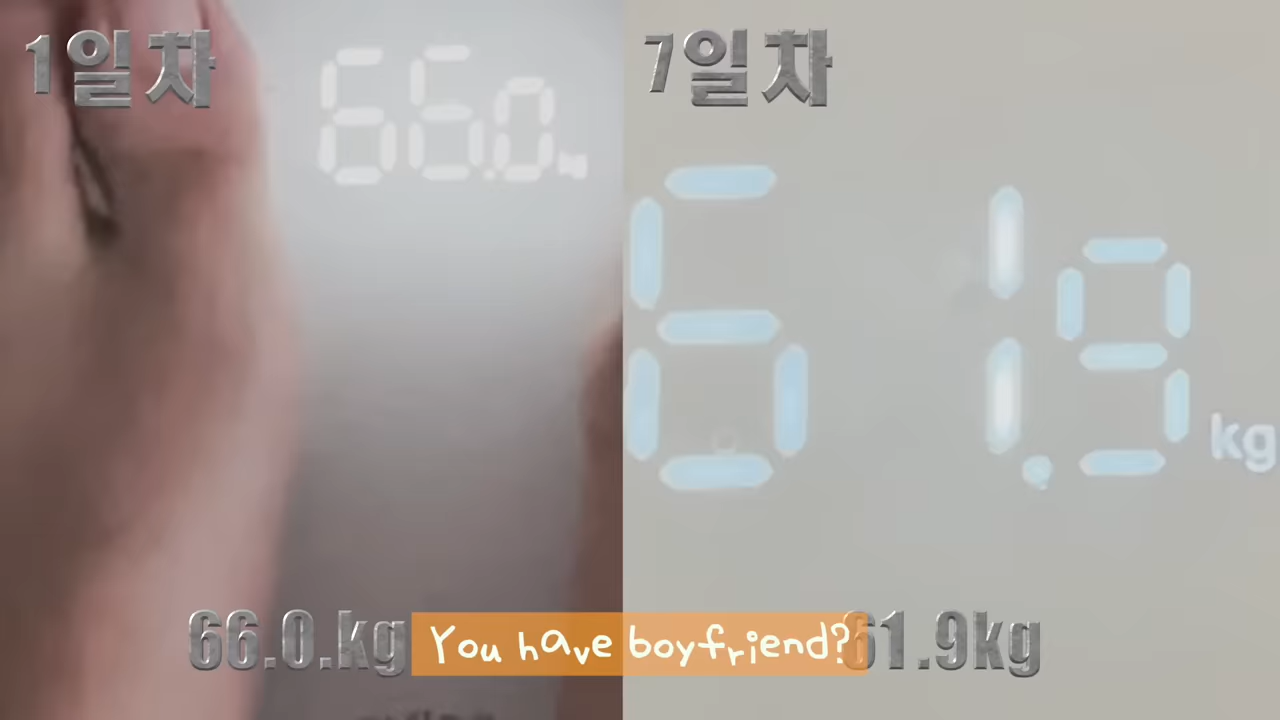 1일차
7일차
66.0
61.9 kg
66.0.kg
You have boyfriend?
61.9kg